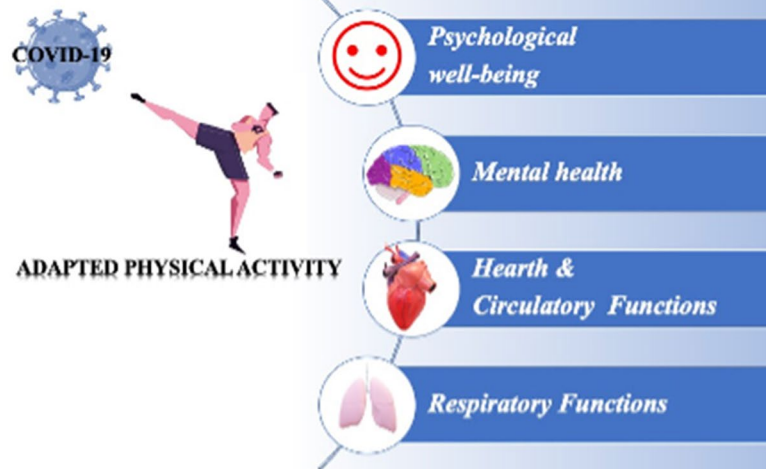 COVID-19
ADAPTED PHYSICAL ACTIVITY
Psychological
well-being
Mental health
Hearth &
Circulatory Functions
Respiratory Functions